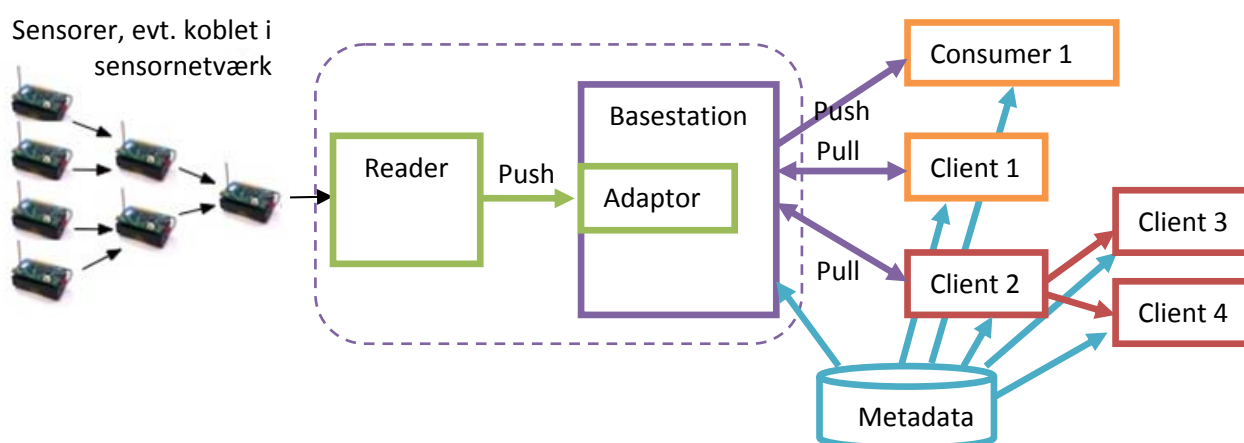 Sensorer, evt. koblet i
sensornetværk
Reader
Push
Basestation
Adaptor
Push
Pull
Pull
Consumer 1
Client 1
Client 2
Client 3
Client 4
Metadata